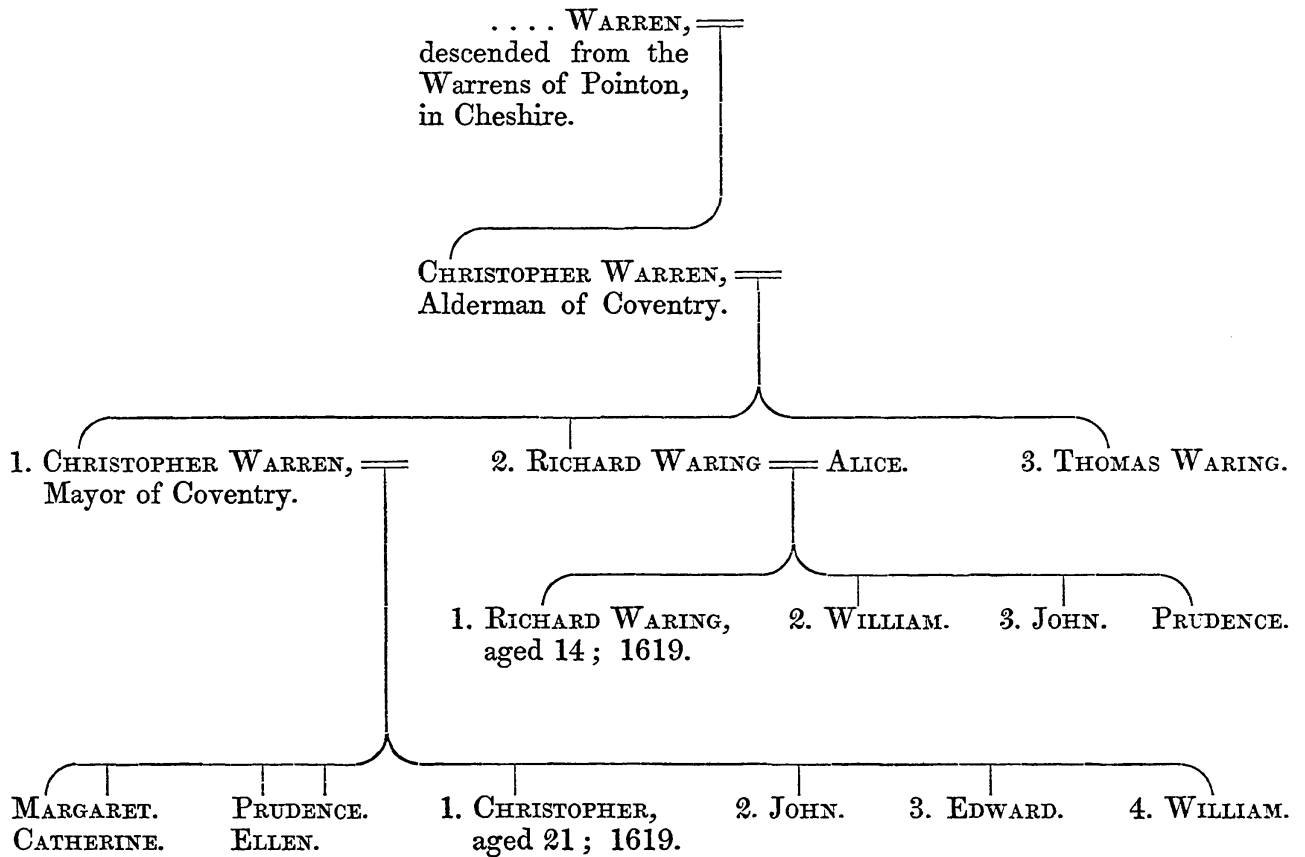 .... WARREN,
descended from the
Warrens of Pointon,
in Cheshire.
CHRISTOPHER WARREN,
Alderman of Coventry.
1. CHRISTOPHER WARREN,
Mayor of Coventry.
2. RICHARD WARING
ALICE.
3. THOMAS WARING.
1. RICHARD WARING,
aged 14; 1619.
2. WILLIAM.
3. JOHN.
PRUDENCE.
MARGARET.
CATHERINE.
PRUDENCE.
ELLEN.
1. CHRISTOPHER,
aged 21; 1619.
2. JOHN.
3. EDWARD.
4. WILLIAM.